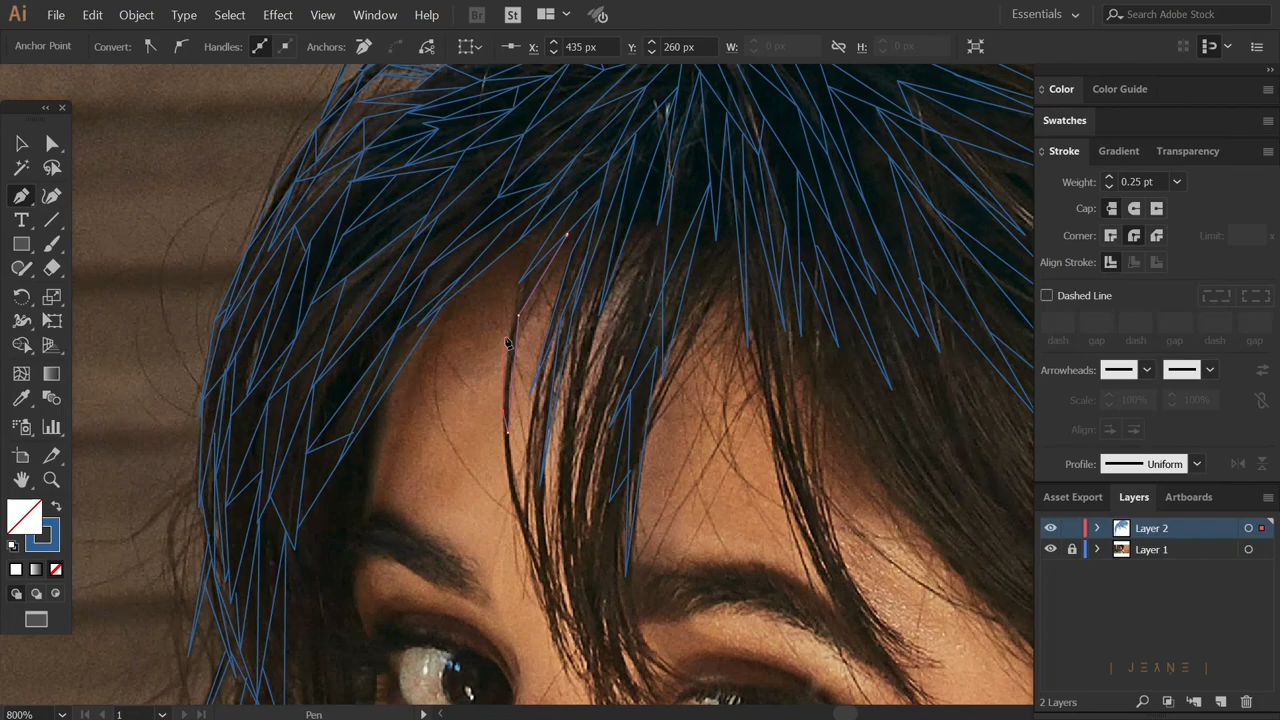 Ai File Edit Object Type Select Effect View Window Help Br St Essentials Search Adobe Stock
Anchor Point Convert: Handles: Anchors: X: 435 px Y: 260 px W: 0 px H: 0 px
Color Color Guide
Swatches
Stroke Gradient Transparency
Weight: 0.25 pt
Cap:
Corner: Limit: x
Align Stroke:
Dashed Line
dash gap dash gap dash gap
Arrowheads:
Scale: 100% 100%
Align:
Profile: Uniform
Asset Export Layers Artboards
Layer 2
Layer 1
| JEANE |
2 Layers
800% 1 Pen